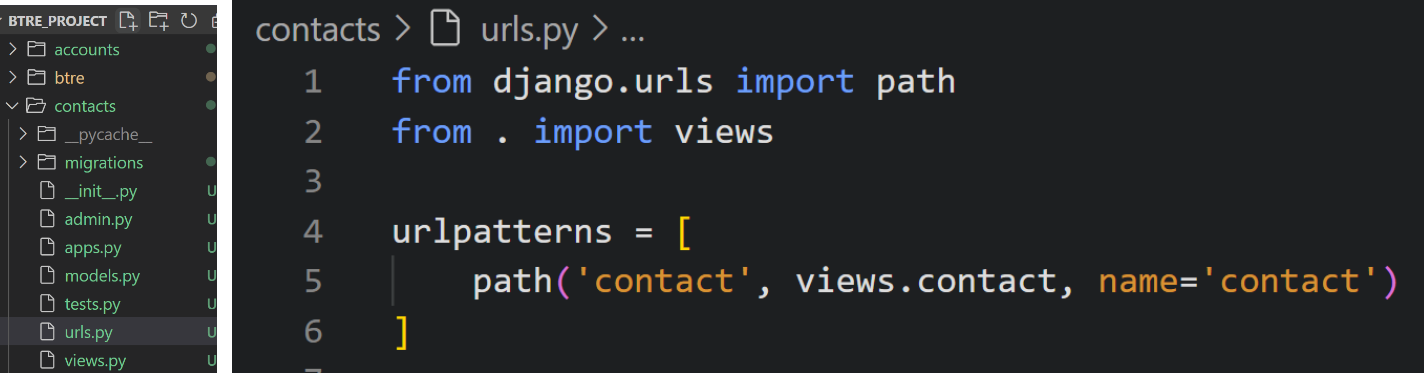 BTRE_PROJECT
accounts
btre
contacts
__pycache__
migrations
__init__.py U
admin.py U
apps.py U
models.py U
tests.py U
urls.py U
views.py U
contacts > urls.py > ...
1 from django.urls import path
2 from . import views
3
4 urlpatterns = [
5 path('contact', views.contact, name='contact')
6 ]